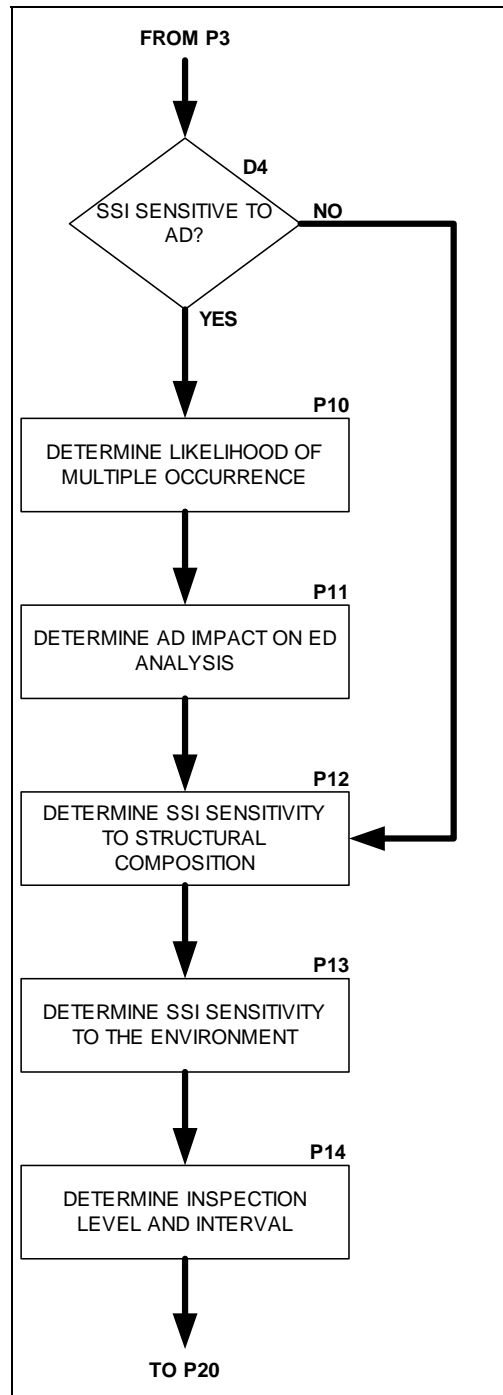 FROM P3
D4
SSI SENSITIVE TO
AD?
NO
YES
P10
DETERMINE LIKELIHOOD OF
MULTIPLE OCCURRENCE
P11
DETERMINE AD IMPACT ON ED
ANALYSIS
P12
DETERMINE SSI SENSITIVITY
TO STRUCTURAL
COMPOSITION
P13
DETERMINE SSI SENSITIVITY
TO THE ENVIRONMENT
P14
DETERMINE INSPECTION
LEVEL AND INTERVAL
TO P20